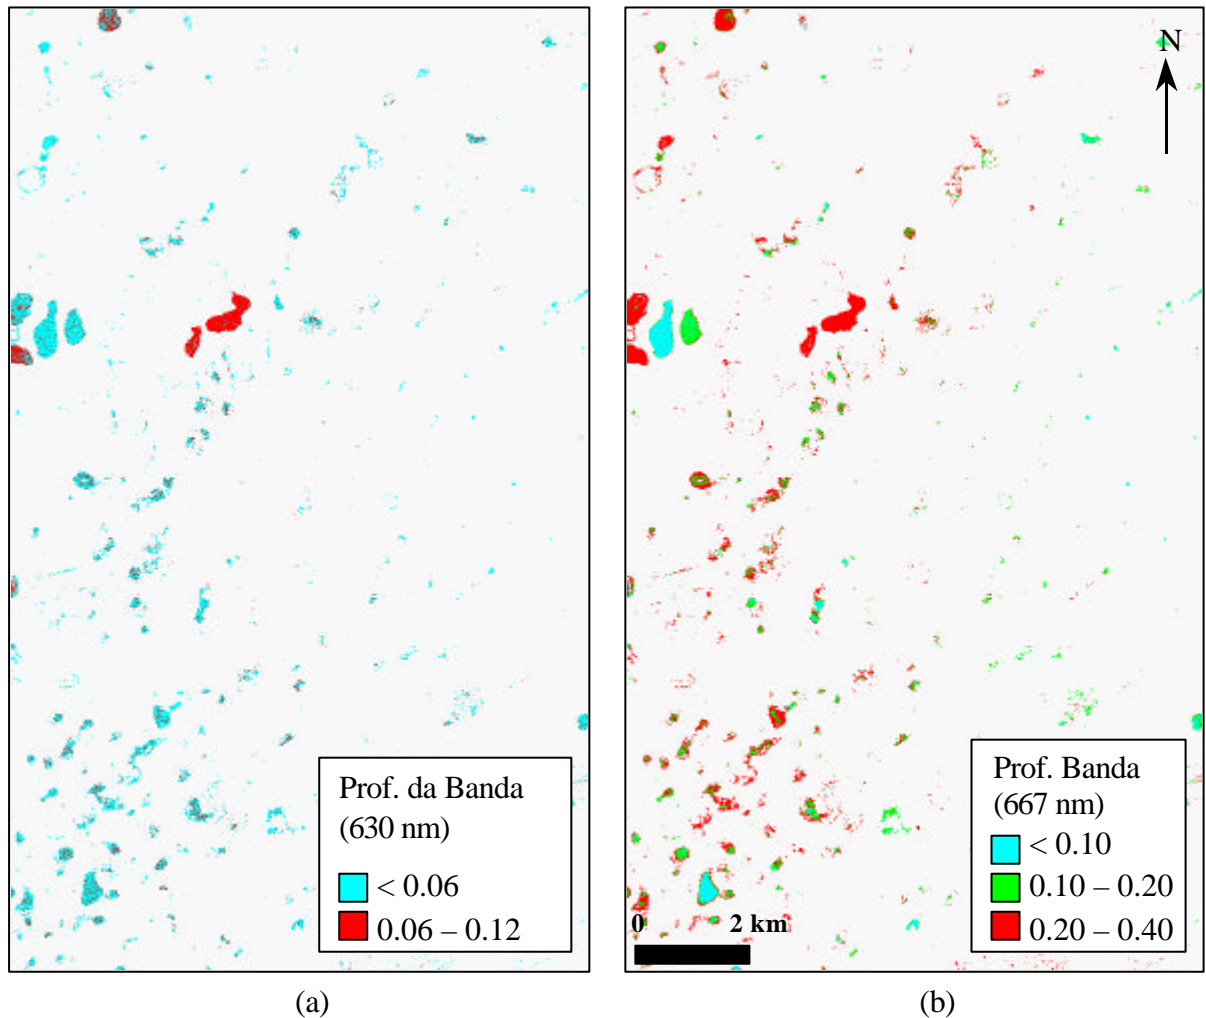 N
Prof. da Banda
(630 nm)
< 0.06
0.06 – 0.12
Prof. Banda
(667 nm)
< 0.10
0.10 – 0.20
0.20 – 0.40
0 2 km
(a)
(b)